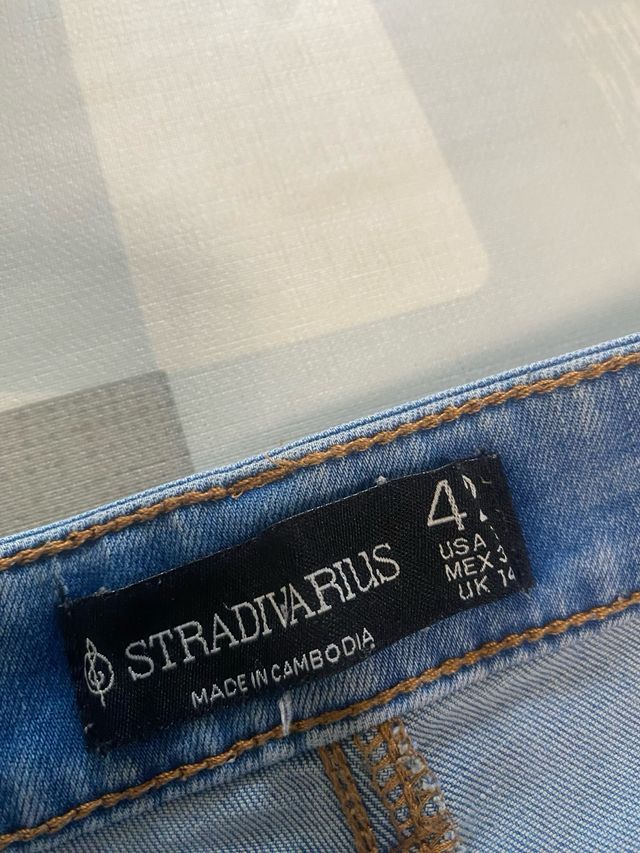 STRADIVARIUS
MADE IN CAMBODIA
USA
MEX
UK 14